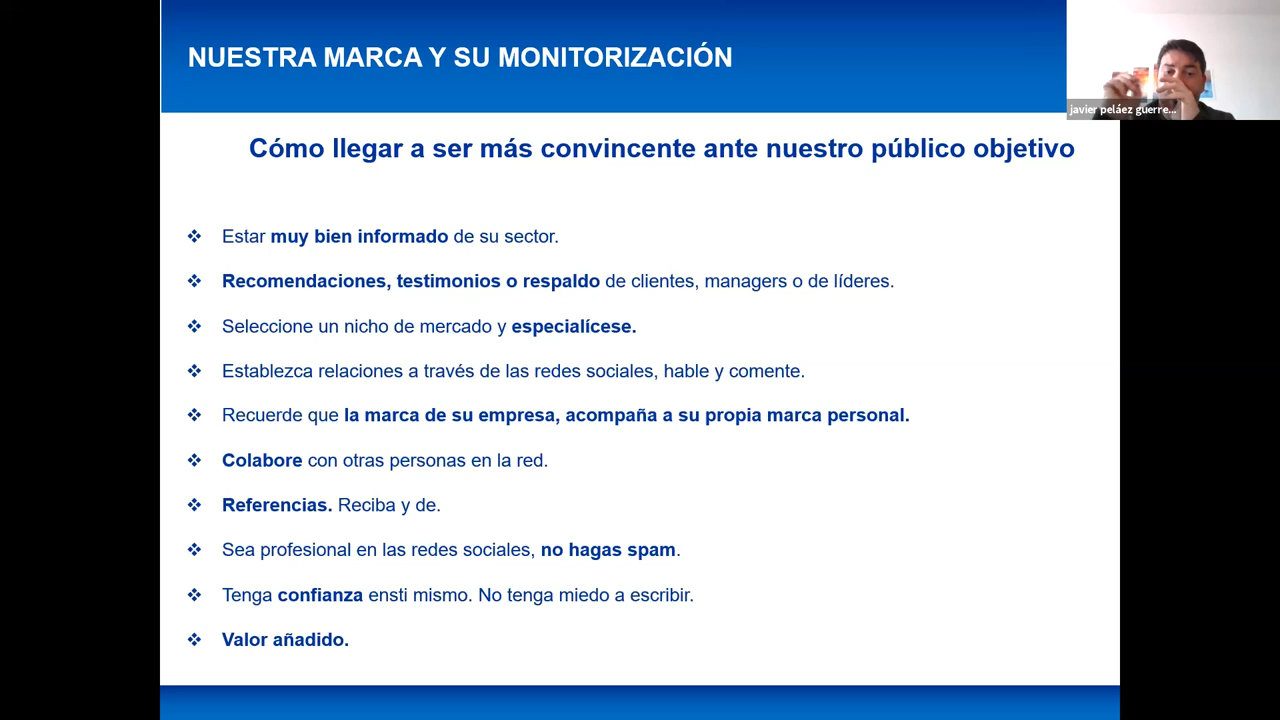 NUESTRA MARCA Y SU MONITORIZACIÓN
javier peláez guerre...
Cómo llegar a ser más convincente ante nuestro público objetivo
Estar muy bien informado de su sector.
Recomendaciones, testimonios o respaldo de clientes, managers o de líderes.
Seleccione un nicho de mercado y especialícese.
Establezca relaciones a través de las redes sociales, hable y comente.
Recuerde que la marca de su empresa, acompaña a su propia marca personal.
Colabore con otras personas en la red.
Referencias. Reciba y de.
Sea profesional en las redes sociales, no hagas spam.
Tenga confianza ensti mismo. No tenga miedo a escribir.
Valor añadido.